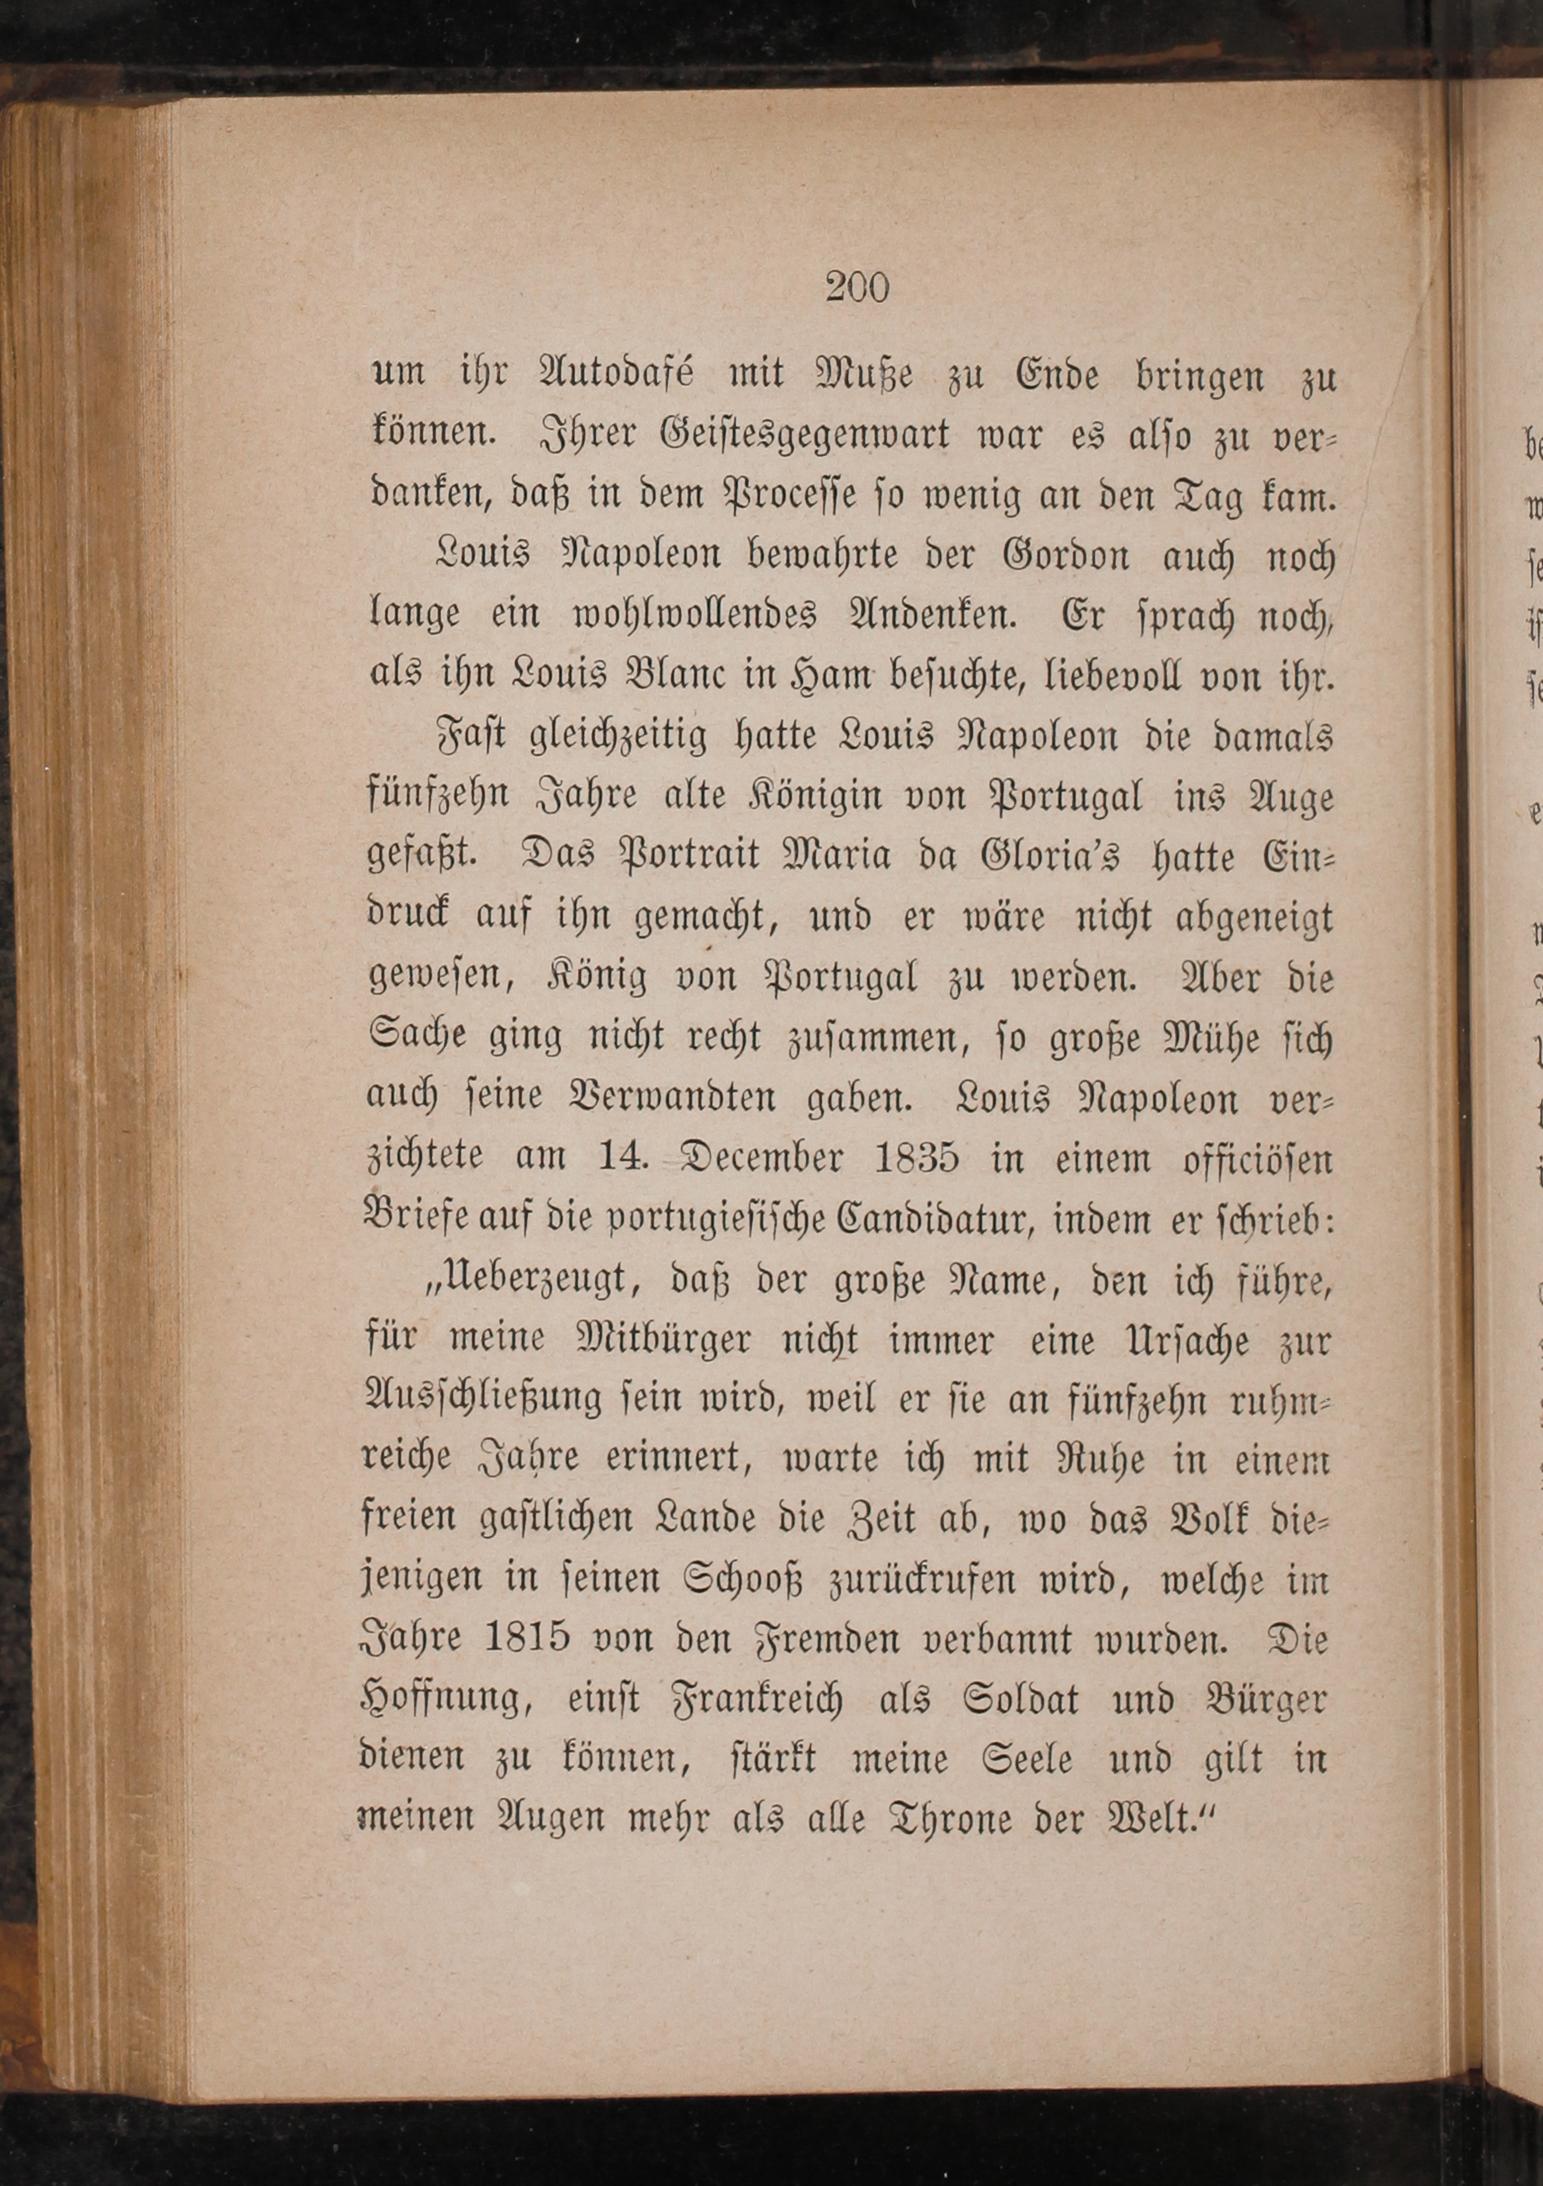 200
um ihr Autodafé mit Muße zu Ende bringen zu
können. Ihrer Geiſtesgegenwart war es alſo zu ver⸗
danken, daß in dem Proceſſe ſo wenig an den Tag kam.
Louis Napoleon bewahrte der Gordon auch noch
lange ein wohlwollendes Andenken. Er ſprach noch,
als ihn Louis Blanc in Ham beſuchte, liebevoll von ihr.
Faſt gleichzeitig hatte Louis Napoleon die damals
fünfzehn Jahre alte Königin von Portugal ins Auge
gefaßt. Das Portrait Maria da Gloria's hatte Ein⸗
druck auf ihn gemacht, und er wäre nicht abgeneigt
geweſen, König von Portugal zu werden. Aber die
Sache ging nicht recht zuſammen, ſo große Mühe ſich
auch ſeine Verwandten gaben. Louis Napoleon ver⸗
zichtete am 14. December 1835 in einem officiöſen
Briefe auf die portugieſiſche Candidatur, indem er ſchrieb:
„Ueberzeugt, daß der große Name, den ich führe,
für meine Mitbürger nicht immer eine Urſache zur
Ausſchließung ſein wird, weil er ſie an fünfzehn ruhm⸗
reiche Jahre erinnert, warte ich mit Ruhe in einem
freien gaſtlichen Lande die Zeit ab, wo das Volk die⸗
jenigen in ſeinen Schooß zurückrufen wird, welche im
Jahre 1815 von den Fremden verbannt wurden. Die
Hoffnung, einſt Frankreich als Soldat und Bürger
dienen zu können, ſtärkt meine Seele und gilt in
meinen Augen mehr als alle Throne der Welt.“